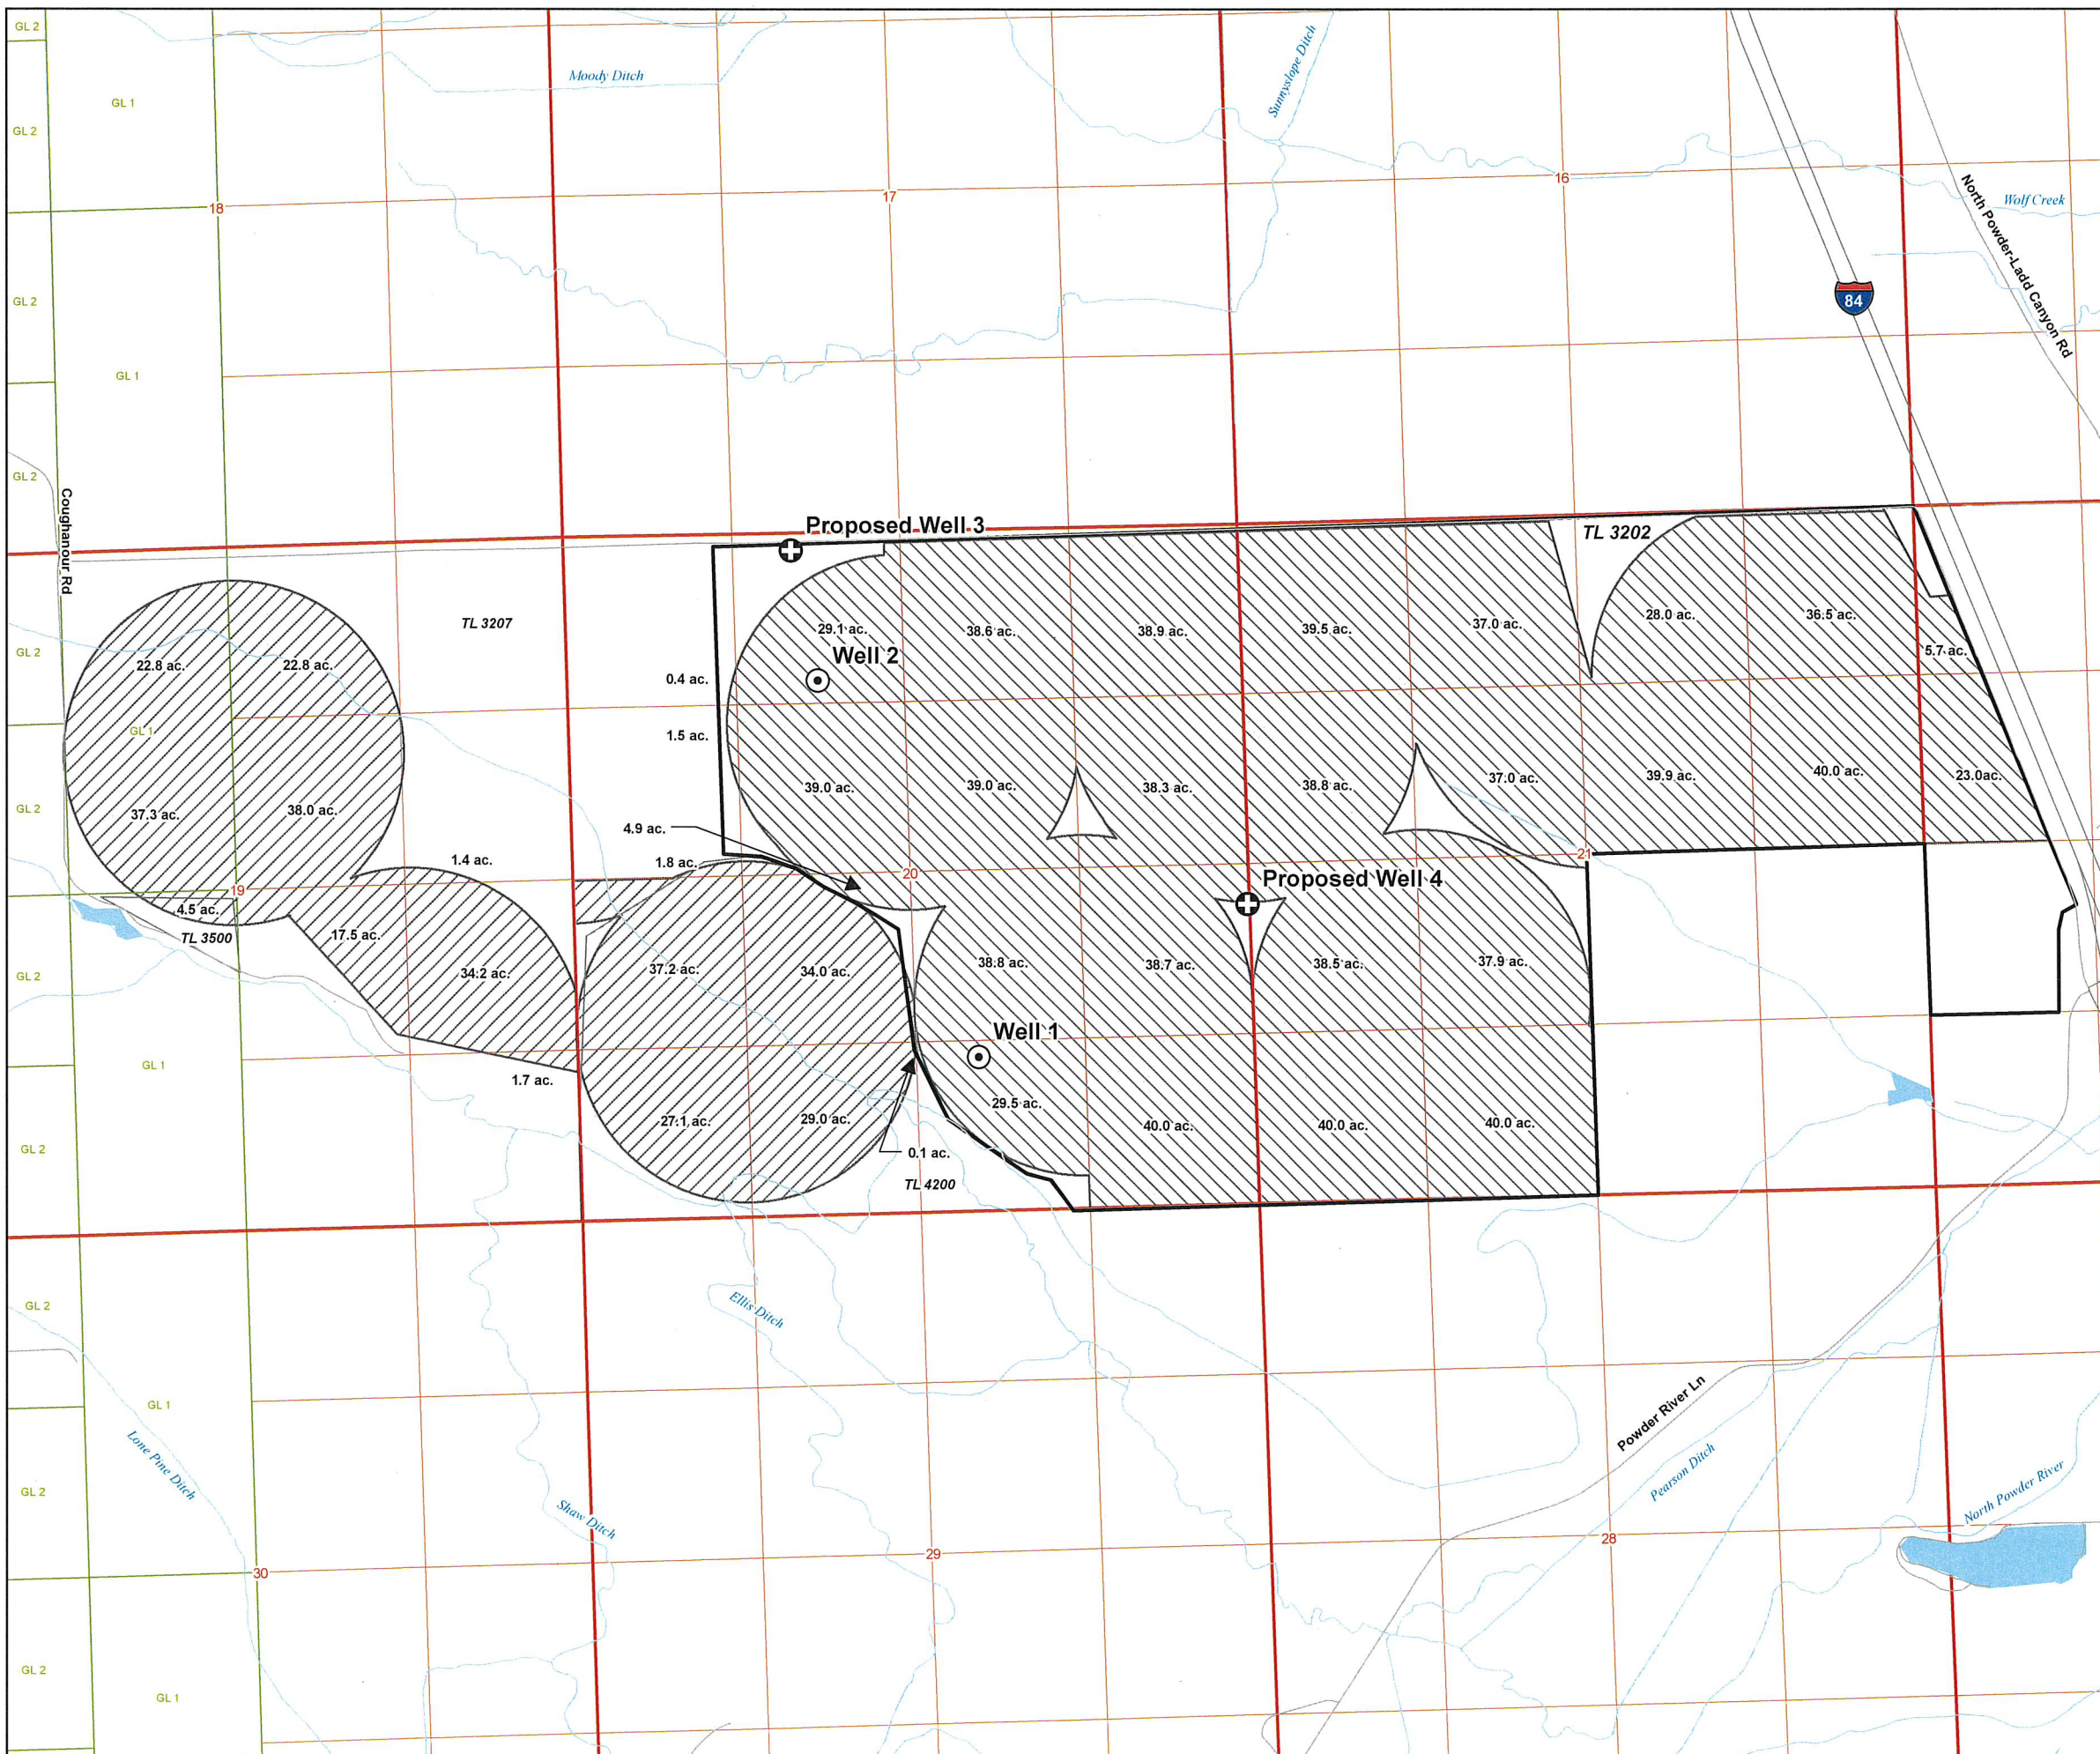 GL 2
Moody Ditch
Sunnyslope Ditch
GL 1
GL 2
18
17
16
North Powder-Ladd Canyon Rd
Wolf Creek
GL 2
84
GL 1
GL 2
Coughanour Rd
Proposed Well 3
TL 3202
TL 3207
GL 2
22.8 ac.
22.8 ac.
29.1 ac.
38.6 ac.
38.9 ac.
39.5 ac.
37.0 ac.
28.0 ac.
36.5 ac.
5.7 ac.
Well 2
0.4 ac.
GL 1
1.5 ac.
GL 2
37.3 ac.
38.0 ac.
39.0 ac.
39.0 ac.
38.3 ac.
38.8 ac.
37.0 ac.
39.9 ac.
40.0 ac.
23.0ac.
4.9 ac.
1.4 ac.
1.8 ac.
19
20
21
Proposed Well 4
4.5 ac.
TL 3500
17.5 ac.
GL 2
34.2 ac.
37.2 ac.
34.0 ac.
38.8 ac.
38.7 ac.
38.5 ac.
37.9 ac.
Well 1
GL 1
1.7 ac.
29.5 ac.
GL 2
27.1 ac.
29.0 ac.
40.0 ac.
40.0 ac.
40.0 ac.
0.1 ac.
TL 4200
GL 2
Ellis Ditch
GL 1
Powder River Ln
Lone Pine Ditch
Pearson Ditch
GL 2
Shaw Ditch
North Powder River
30
29
28
GL 2
GL 1